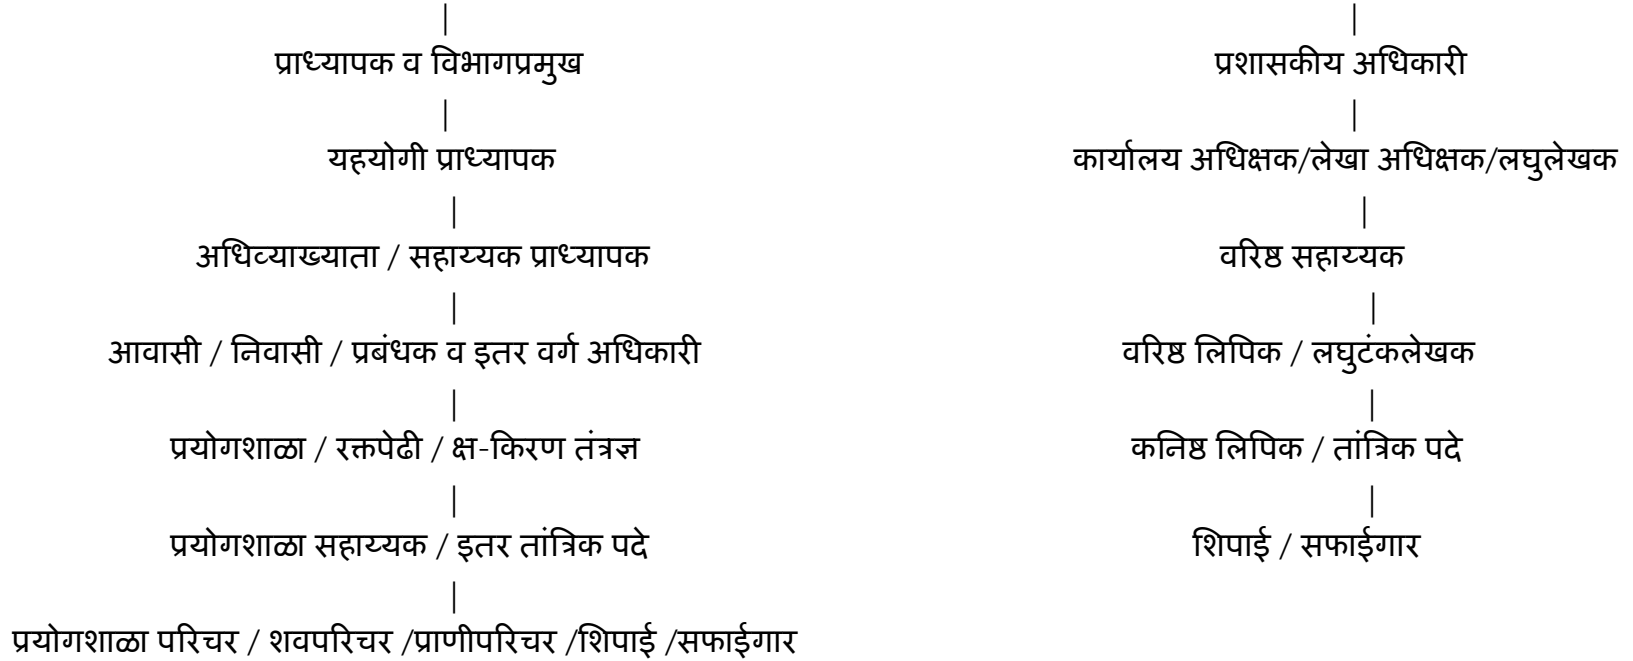 प्राध्यापक व विभागप्रमुख
यहयोगी प्राध्यापक
अधिव्याख्याता / सहाय्यक प्राध्यापक
आवासी / निवासी / प्रबंधक व इतर वर्ग अधिकारी
प्रयोगशाळा / रक्तपेढी / क्ष-किरण तंत्रज्ञ
प्रयोगशाळा सहाय्यक / इतर तांत्रिक पदे
प्रयोगशाळा परिचर / शवपरिचर /प्राणीपरिचर /शिपाई /सफाईगार
प्रशासकीय अधिकारी
कार्यालय अधिक्षक/लेखा अधिक्षक/लघुलेखक
वरिष्ठ सहाय्यक
वरिष्ठ लिपिक / लघुटंकलेखक
कनिष्ठ लिपिक / तांत्रिक पदे
शिपाई / सफाईगार